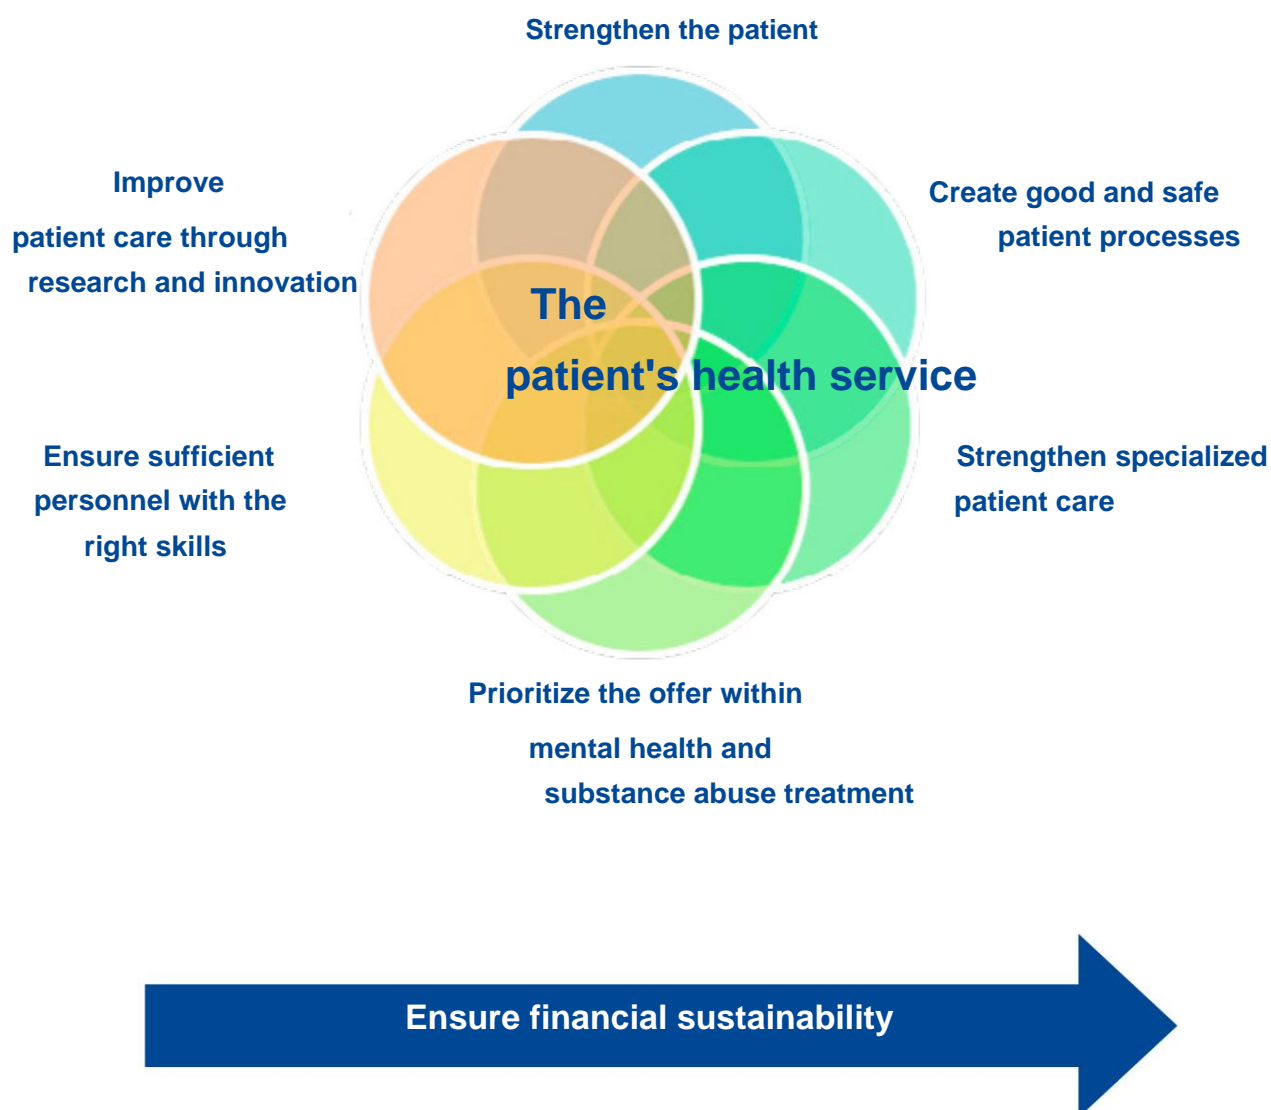 Strengthen the patient
Improve
patient care through
research and innovation
Create good and safe
patient processes
The
patient's health service
Ensure sufficient
personnel with the
right skills
Strengthen specialized
patient care
Prioritize the offer within
mental health and
substance abuse treatment
Ensure financial sustainability